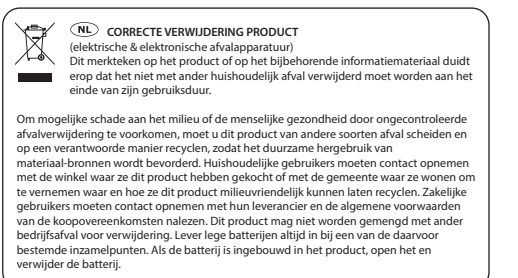 NL CORRECTE VERWIJDERING PRODUCT
(elektrische & elektronische afvalapparatuur)
Dit merkteken op het product of op het bijbehorende informatiemateriaal duidt
erop dat het niet met ander huishoudelijk afval verwijderd moet worden aan het
einde van zijn gebruiksduur.
Om mogelijke schade aan het milieu of de menselijke gezondheid door ongecontroleerde
afvalverwijdering te voorkomen, moet u dit product van andere soorten afval scheiden en
op een verantwoorde manier recyclen, zodat het duurzame hergebruik van
materiaal-bronnen wordt bevorderd. Huishoudelijke gebruikers moeten contact opnemen
met de winkel waar ze dit product hebben gekocht of met de gemeente waar ze wonen om
te vernemen waar en hoe ze dit product milieuvriendelijk kunnen laten recyclen. Zakelijke
gebruikers moeten contact opnemen met hun leverancier en de algemene voorwaarden
van de koopovereenkomsten nalezen. Dit product mag niet worden gemengd met ander
bedrijfsafval voor verwijdering. Lever lege batterijen altijd in bij een van de daarvoor
bestemde inzamelpunten. Als de batterij is ingebouwd in het product, open het en
verwijder de batterij.